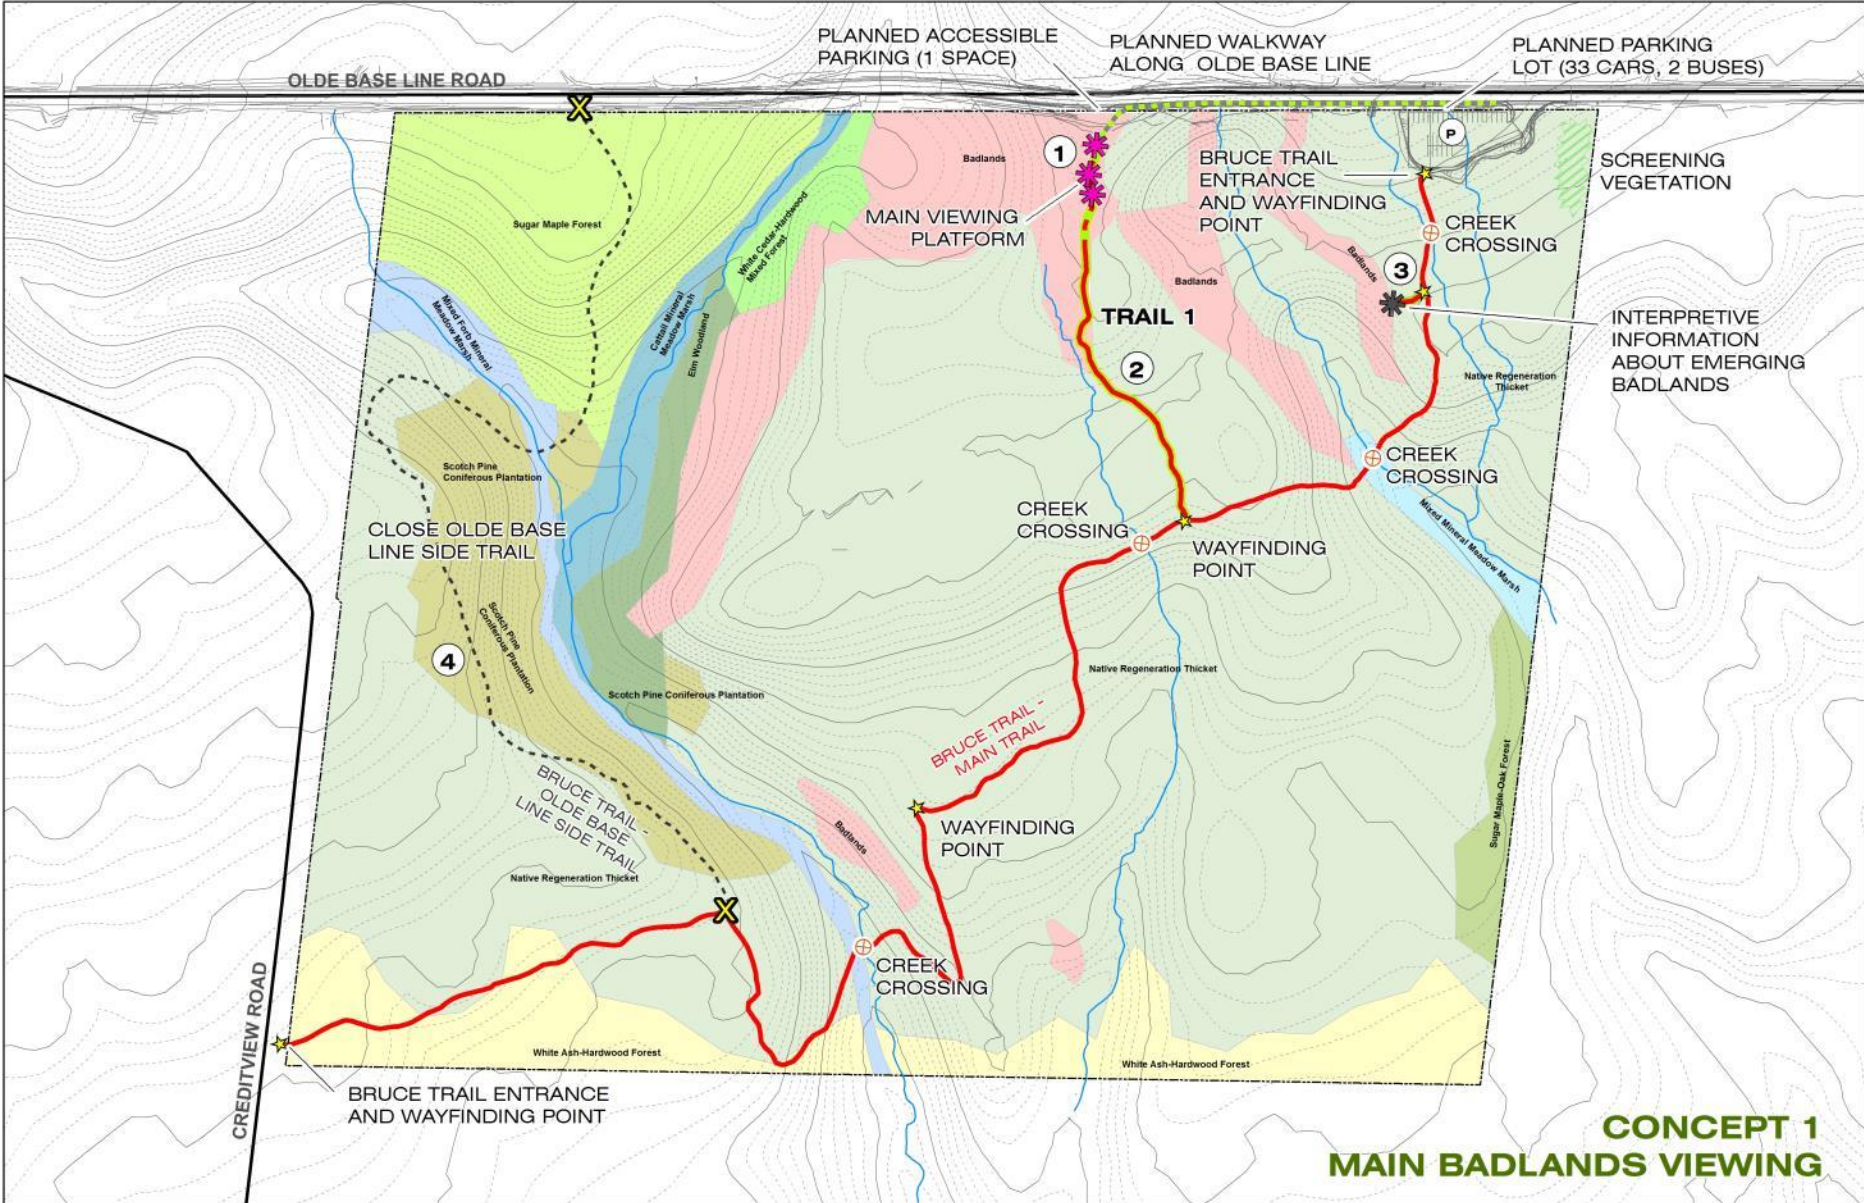 PLANNED ACCESSIBLE
PARKING (1 SPACE)
PLANNED WALKWAY
ALONG OLDE BASE LINE
PLANNED PARKING
LOT (33 CARS, 2 BUSES)
OLDE BASE LINE ROAD
X
P
1
Badlands
BRUCE TRAIL
ENTRANCE
AND WAYFINDING
POINT
SCREENING
VEGETATION
MAIN VIEWING
PLATFORM
CREEK
CROSSING
Sugar Maple Forest
White Cedar-Hardwood
Mixed Forest
Badlands
3
Badlands
Mixed Forb Mineral
Meadow Marsh
Cattail Mineral
Meadow Marsh
Elm Woodland
TRAIL 1
INTERPRETIVE
INFORMATION
ABOUT EMERGING
BADLANDS
2
Native Regeneration
Thicket
Scotch Pine
Coniferous Plantation
CREEK
CROSSING
CLOSE OLDE BASE
LINE SIDE TRAIL
CREEK
CROSSING
WAYFINDING
POINT
Mixed Mineral Meadow Marsh
Scotch Pine
Coniferous Plantation
4
Scotch Pine Coniferous Plantation
Native Regeneration Thicket
BRUCE TRAIL -
MAIN TRAIL
BRUCE TRAIL -
OLDE BASE
LINE SIDE TRAIL
Badlands
WAYFINDING
POINT
Sugar Maple-Oak Forest
Native Regeneration Thicket
X
CREEK
CROSSING
CREDITVIEW ROAD
White Ash-Hardwood Forest
White Ash-Hardwood Forest
BRUCE TRAIL ENTRANCE
AND WAYFINDING POINT
CONCEPT 1
MAIN BADLANDS VIEWING